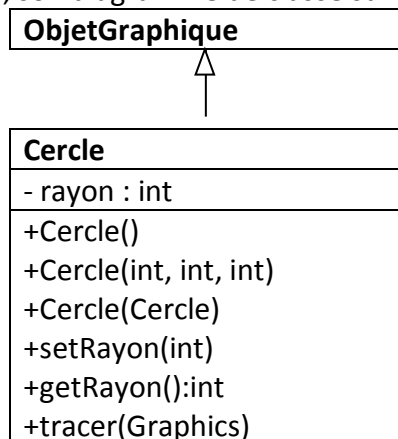 ObjetGraphique
Cercle
- rayon : int
+Cercle()
+Cercle(int, int, int)
+Cercle(Cercle)
+setRayon(int)
+getRayon():int
+tracer(Graphics)